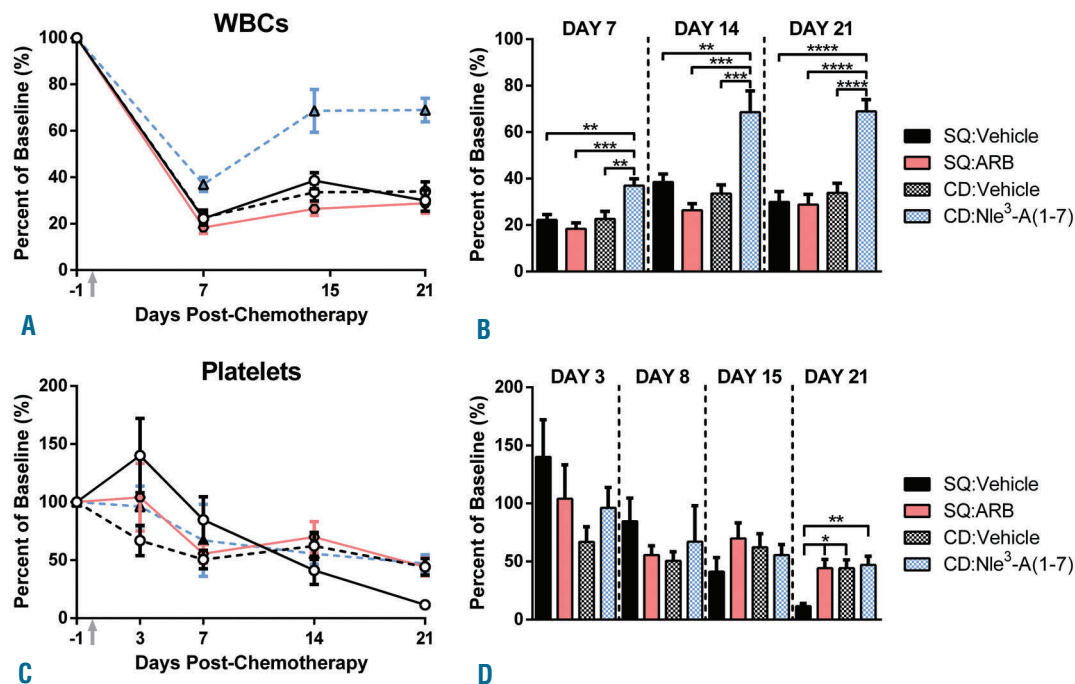 WBCs
100
80
60
40
20
0
Percent of Baseline (%)
-1 7 15 21
Days Post-Chemotherapy
A
DAY 7 DAY 14 DAY 21
100
80
60
40
20
0
Percent of Baseline (%)
** *** **
** *** ***
**** **** ****
SQ:Vehicle
SQ:ARB
CD:Vehicle
CD:Nle³-A(1-7)
B
Platelets
200
150
100
50
0
Percent of Baseline (%)
-1 3 7 14 21
Days Post-Chemotherapy
C
DAY 3 DAY 8 DAY 15 DAY 21
200
150
100
50
0
Percent of Baseline (%)
**
*
SQ:Vehicle
SQ:ARB
CD:Vehicle
CD:Nle³-A(1-7)
D